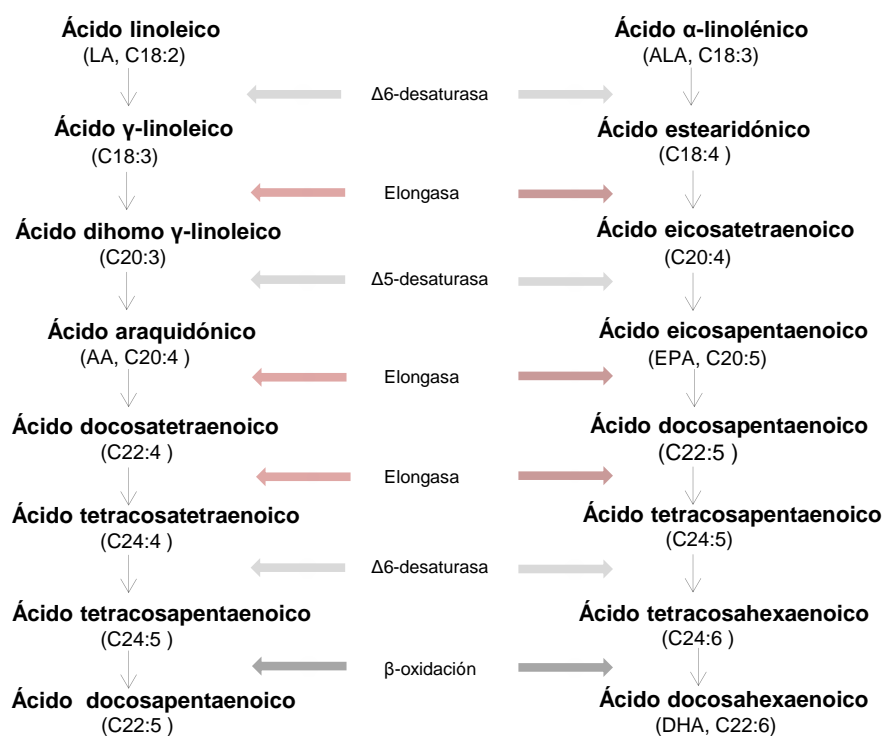 Ácido linoleico
(LA, C18:2)
Ácido α-linolénico
(ALA, C18:3)
Δ6-desaturasa
Ácido γ-linoleico
(C18:3)
Ácido estearidónico
(C18:4 )
Elongasa
Ácido dihomo γ-linoleico
(C20:3)
Ácido eicosatetraenoico
(C20:4)
Δ5-desaturasa
Ácido araquidónico
(AA, C20:4 )
Ácido eicosapentaenoico
(EPA, C20:5)
Elongasa
Ácido docosatetraenoico
(C22:4 )
Ácido docosapentaenoico
(C22:5 )
Elongasa
Ácido tetracosatetraenoico
(C24:4 )
Ácido tetracosapentaenoico
(C24:5)
Δ6-desaturasa
Ácido tetracosapentaenoico
(C24:5 )
Ácido tetracosahexaenoico
(C24:6 )
β-oxidación
Ácido docosapentaenoico
(C22:5 )
Ácido docosahexaenoico
(DHA, C22:6)